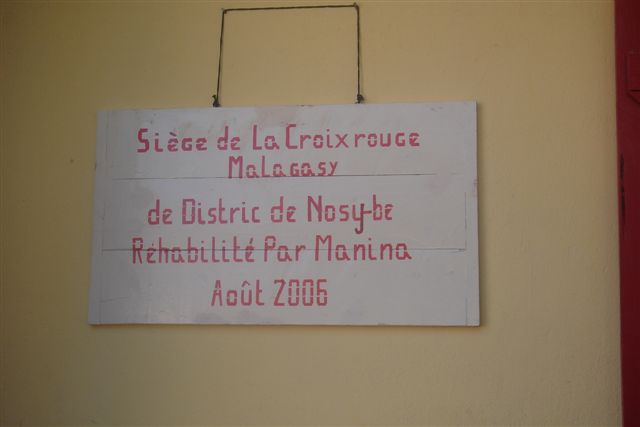 Siège de La Croixrouge
Malagasy
de Distric de Nosy-be
Réhabilité Par Manina
Août 2006